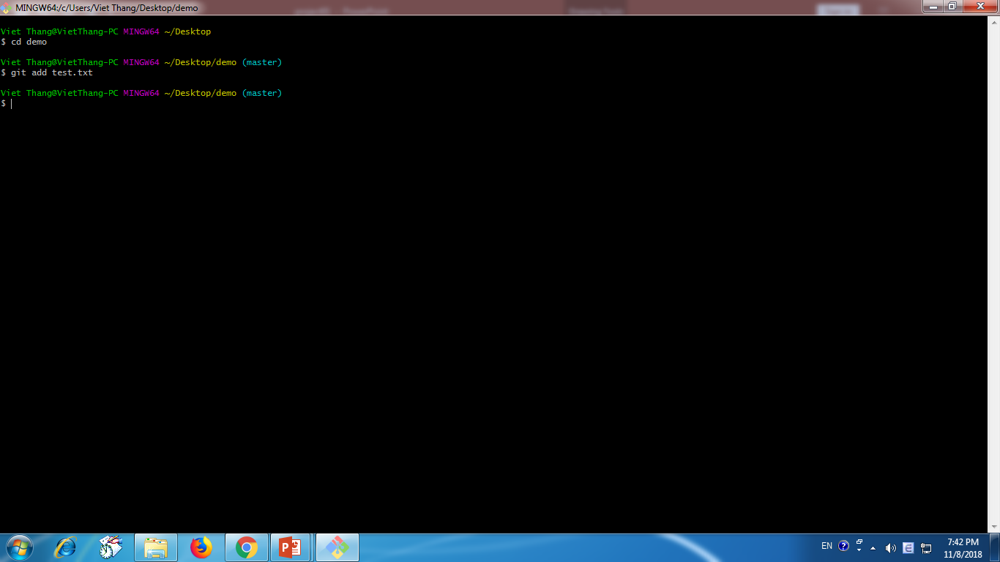 MINGW64:/c/Users/Viet Thang/Desktop/demo
Viet Thang@VietThang-PC MINGW64 ~/Desktop
$ cd demo
Viet Thang@VietThang-PC MINGW64 ~/Desktop/demo (master)
$ git add test.txt
Viet Thang@VietThang-PC MINGW64 ~/Desktop/demo (master)
$
EN
7:42 PM
11/8/2018